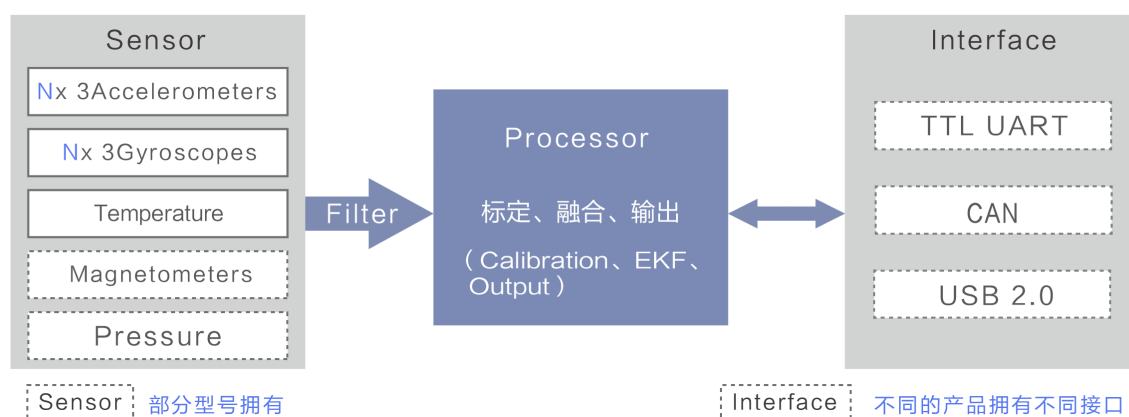 Sensor
Nx 3Accelerometers
Nx 3Gyroscopes
Temperature
Magnetometers
Pressure
Filter
Processor
标定、融合、输出
（Calibration、EKF、
Output）
Interface
TTL UART
CAN
USB 2.0
Sensor 部分型号拥有
Interface 不同的产品拥有不同接口